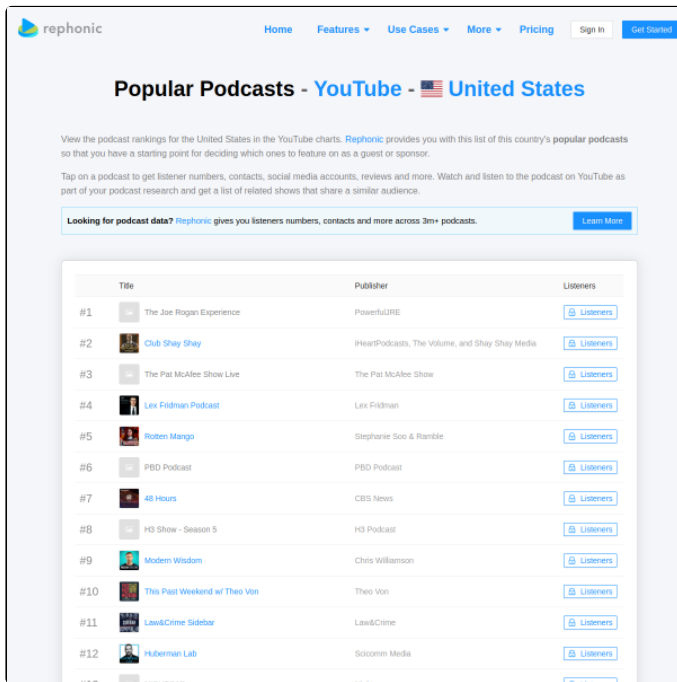 rephonic
Home Features Use Cases More Pricing Sign In Get Started
Popular Podcasts - YouTube - United States
View the podcast rankings for the United States in the YouTube charts. Rephonic provides you with this list of this country's popular podcasts
so that you have a starting point for deciding which ones to feature on as a guest or sponsor.
Tap on a podcast to get listener numbers, contacts, social media accounts, reviews and more. Watch and listen to the podcast on YouTube as
part of your podcast research and get a list of related shows that share a similar audience.
Looking for podcast data? Rephonic gives you listeners numbers, contacts and more across 3m+ podcasts. Learn More
Title Publisher Listeners
#1 The Joe Rogan Experience PowerfulJRE Listeners
#2 Club Shay Shay iHeartPodcasts, The Volume, and Shay Shay Media Listeners
#3 The Pat McAfee Show Live The Pat McAfee Show Listeners
#4 Lex Fridman Podcast Lex Fridman Listeners
#5 Rotten Mango Stephanie Soo & Ramble Listeners
#6 PBD Podcast PBD Podcast Listeners
#7 48 Hours CBS News Listeners
#8 H3 Show - Season 5 H3 Podcast Listeners
#9 Modern Wisdom Chris Williamson Listeners
#10 This Past Weekend w/ Theo Von Theo Von Listeners
#11 Law&Crime Sidebar Law&Crime Listeners
#12 Huberman Lab Scicomm Media Listeners